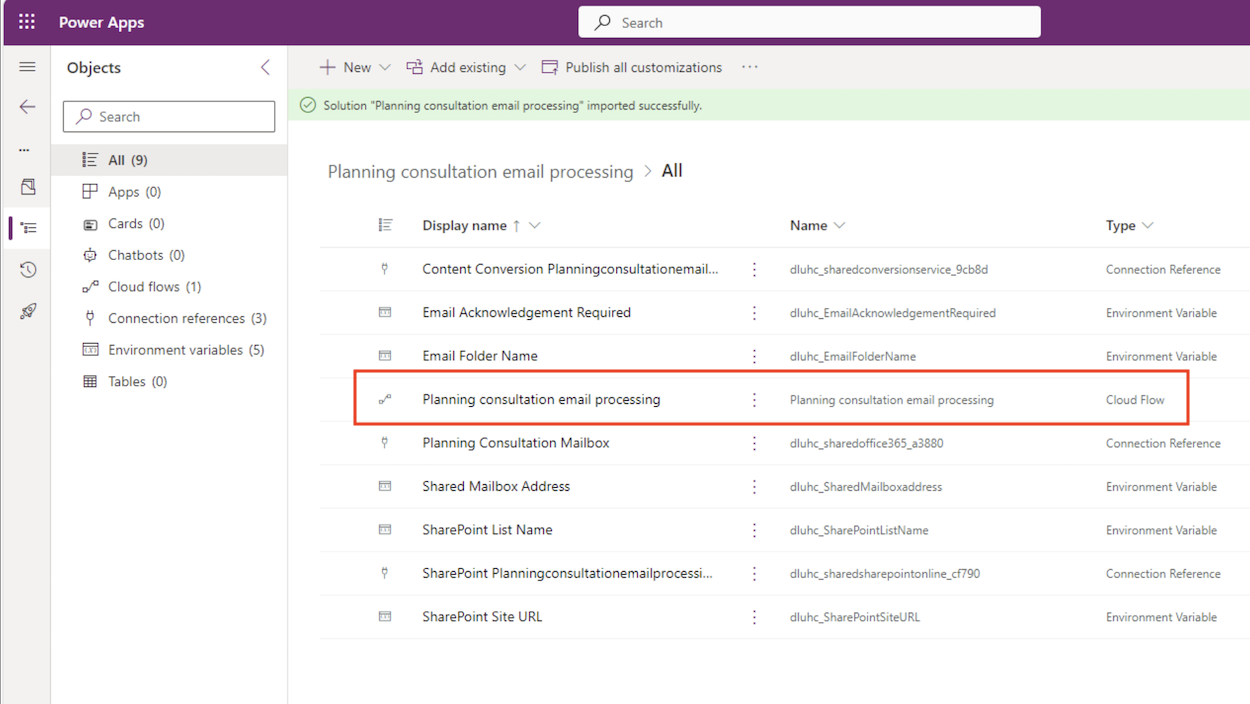 Power Apps
Search
Objects
New
Add existing
Publish all customizations
...
Search
Solution "Planning consultation email processing" imported successfully.
...
All (9)
Apps (0)
Cards (0)
Chatbots (0)
Cloud flows (1)
Connection references (3)
Environment variables (5)
Tables (0)
Planning consultation email processing > All
Display name ↑ Name Type
Content Conversion Planningconsultationemail... dluhc_sharedconversionservice_9cb8d Connection Reference
Email Acknowledgement Required dluhc_EmailAcknowledgementRequired Environment Variable
Email Folder Name dluhc_EmailFolderName Environment Variable
Planning consultation email processing Planning consultation email processing Cloud Flow
Planning Consultation Mailbox dluhc_sharedoffice365_a3880 Connection Reference
Shared Mailbox Address dluhc_SharedMailboxaddress Environment Variable
SharePoint List Name dluhc_SharePointListName Environment Variable
SharePoint Planningconsultationemailprocessi... dluhc_sharedsharepointonline_cf790 Connection Reference
SharePoint Site URL dluhc_SharePointSiteURL Environment Variable